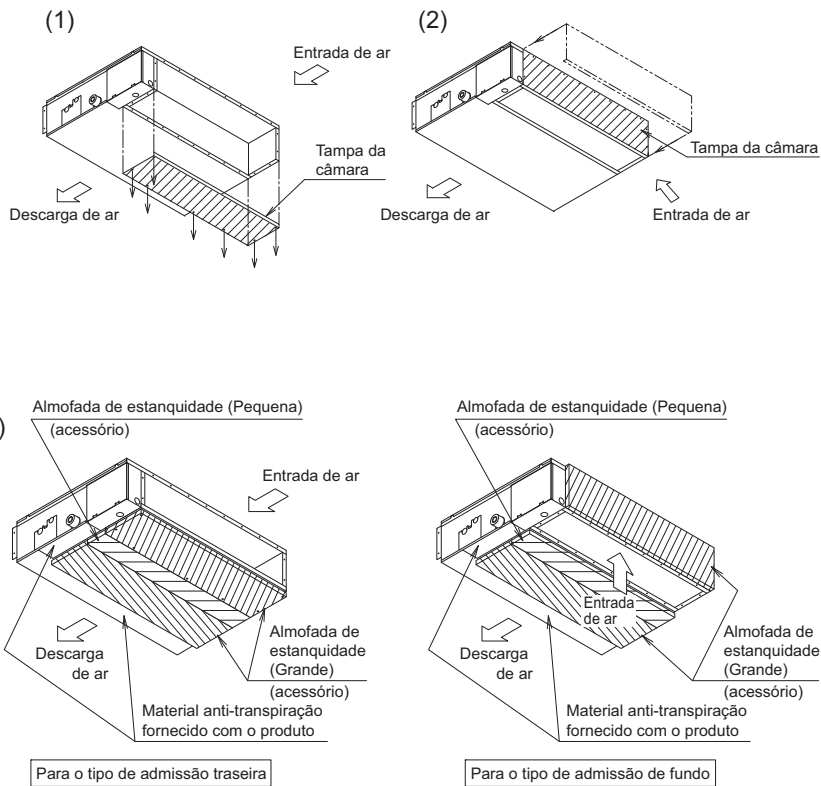 (1)
Entrada de ar
Tampa da
câmara
Descarga de ar
(2)
Tampa da câmara
Descarga de ar
Entrada de ar
)
Almofada de estanquidade (Pequena)
(acessório)
Entrada de ar
Descarga
de ar
Almofada de
estanquidade
(Grande)
(acessório)
Material anti-transpiração
fornecido com o produto
Para o tipo de admissão traseira
Almofada de estanquidade (Pequena)
(acessório)
Entrada
de ar
Descarga
de ar
Almofada de
estanquidade
(Grande)
(acessório)
Material anti-transpiração
fornecido com o produto
Para o tipo de admissão de fundo